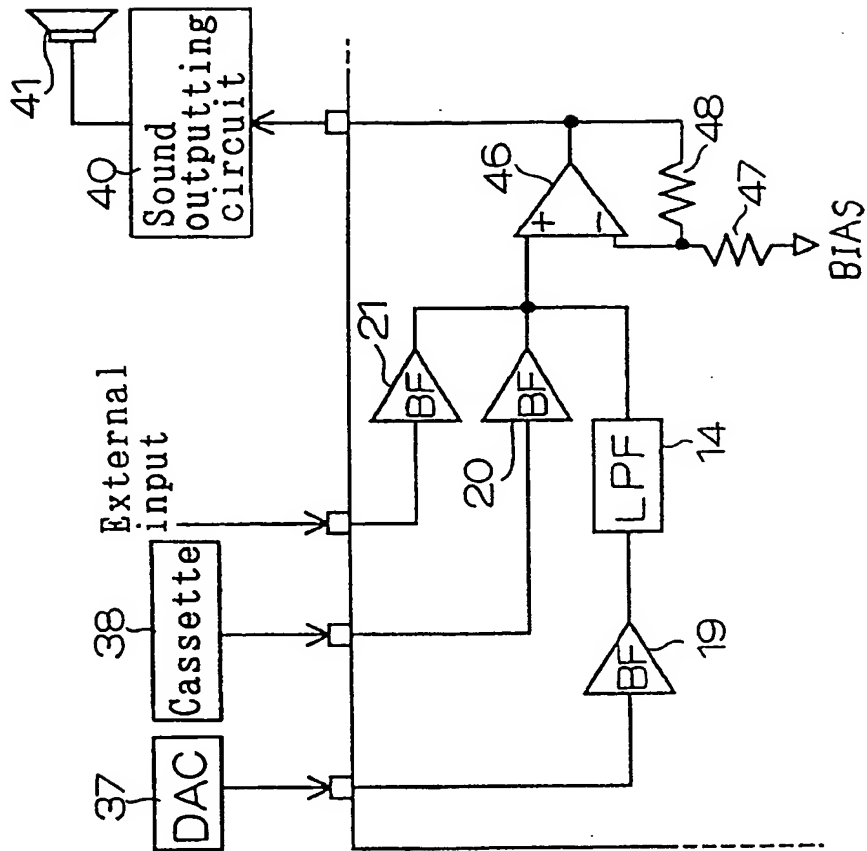 41
40
Sound
outputting
circuit
External
input
38
Cassette
37
DAC
21
BF
20
BF
19
BF
14
LPF
46
+
−
48
47
BIAS